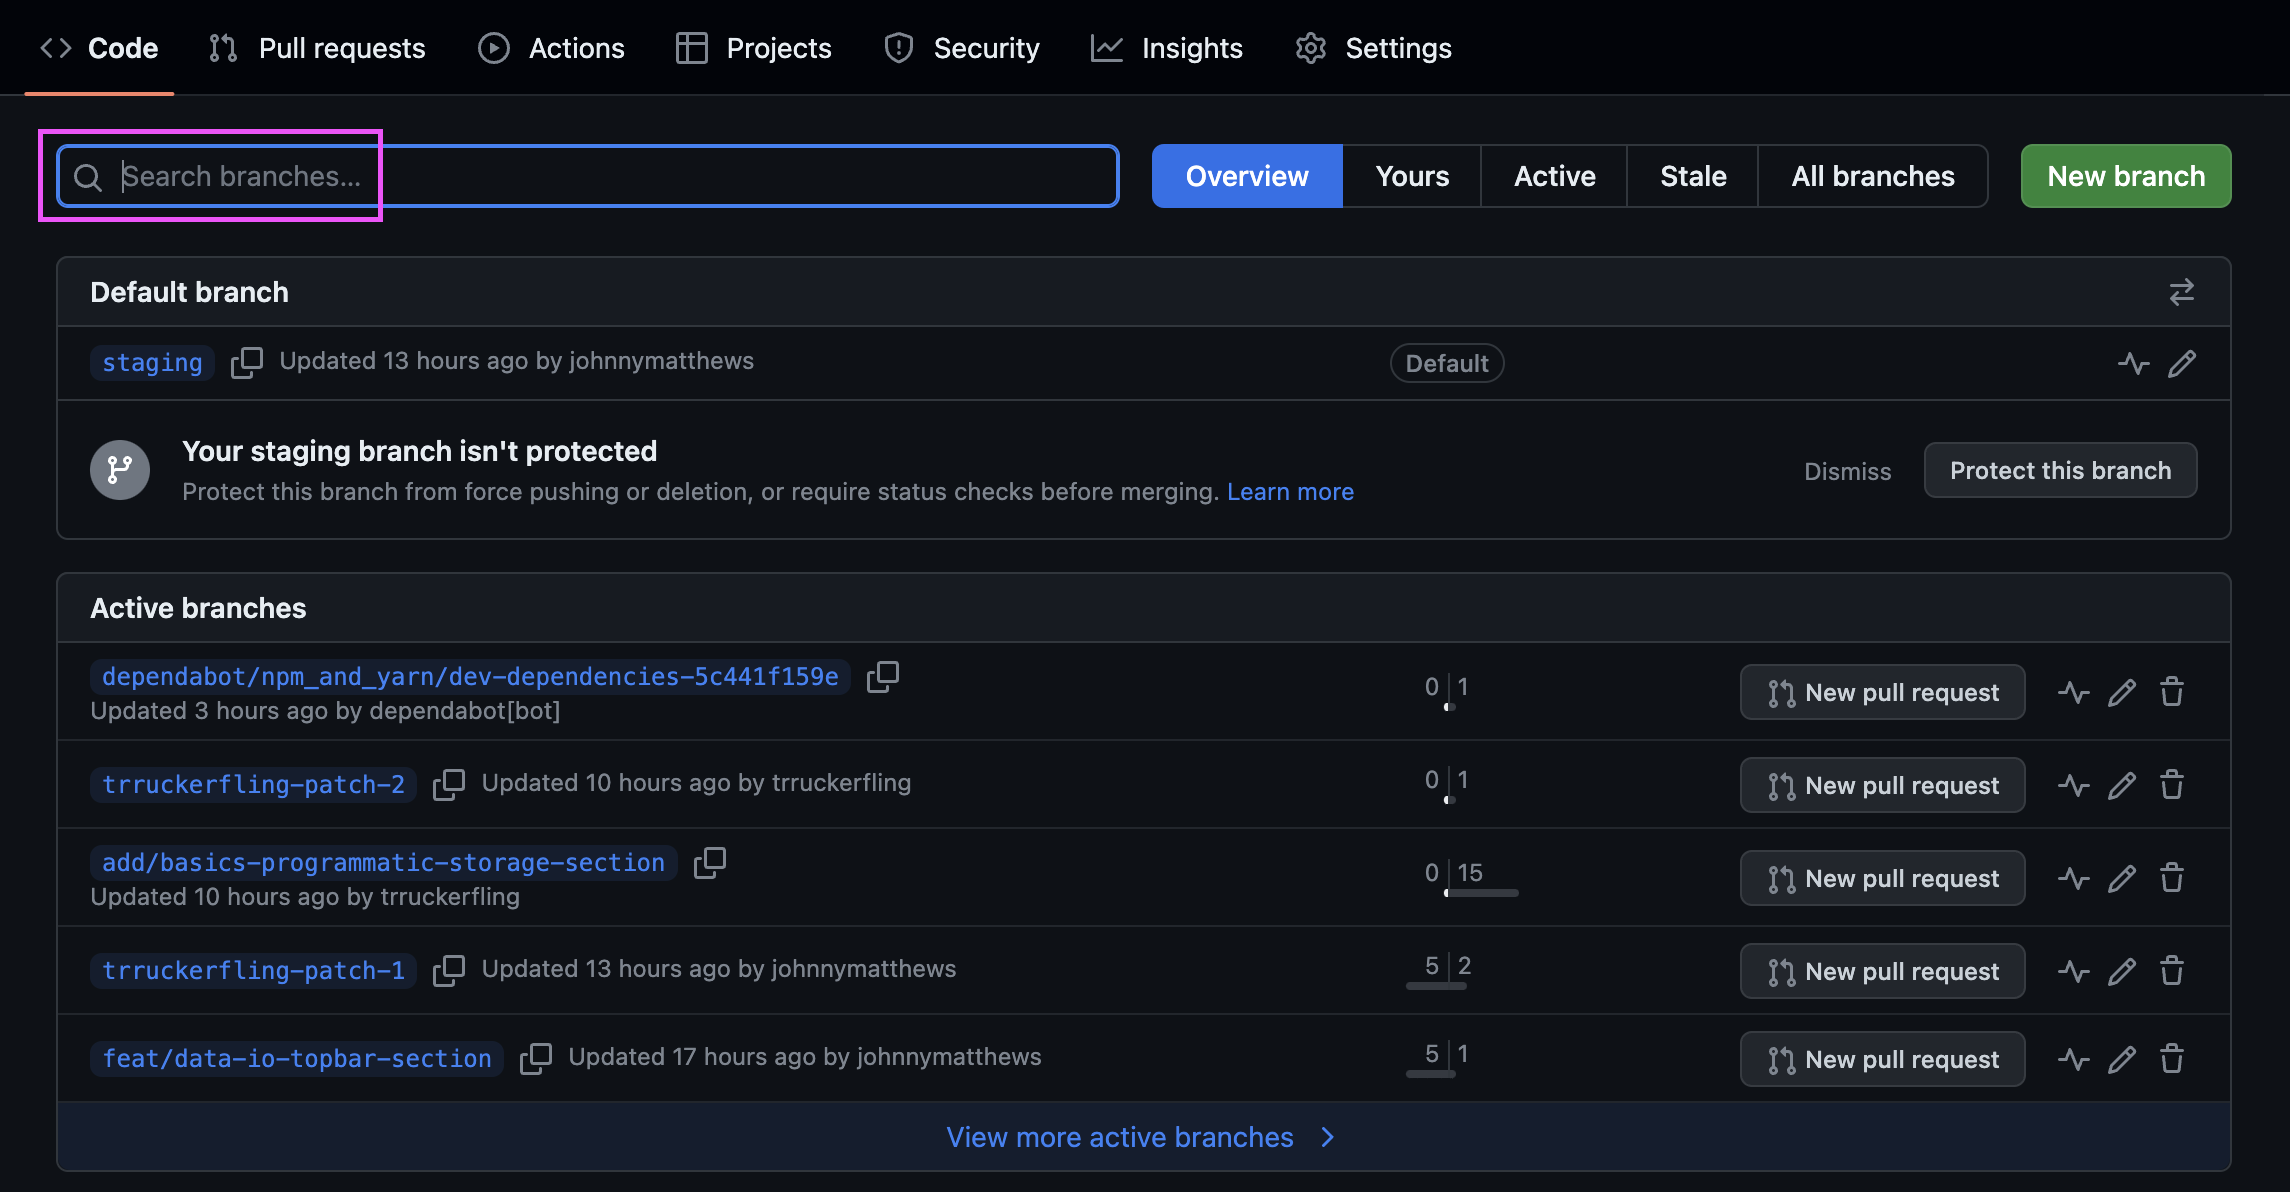 Code Pull requests Actions Projects Security Insights Settings
Search branches... Overview Yours Active Stale All branches New branch
Default branch
staging Updated 13 hours ago by johnnymatthews Default
Your staging branch isn't protected
Protect this branch from force pushing or deletion, or require status checks before merging. Learn more
Dismiss Protect this branch
Active branches
dependabot/npm_and_yarn/dev-dependencies-5c441f159e
Updated 3 hours ago by dependabot[bot]
0 1 New pull request
trruckerfling-patch-2 Updated 10 hours ago by trruckerfling 0 1 New pull request
add/basics-programmatic-storage-section
Updated 10 hours ago by trruckerfling
0 15 New pull request
trruckerfling-patch-1 Updated 13 hours ago by johnnymatthews 5 2 New pull request
feat/data-io-topbar-section Updated 17 hours ago by johnnymatthews 5 1 New pull request
View more active branches